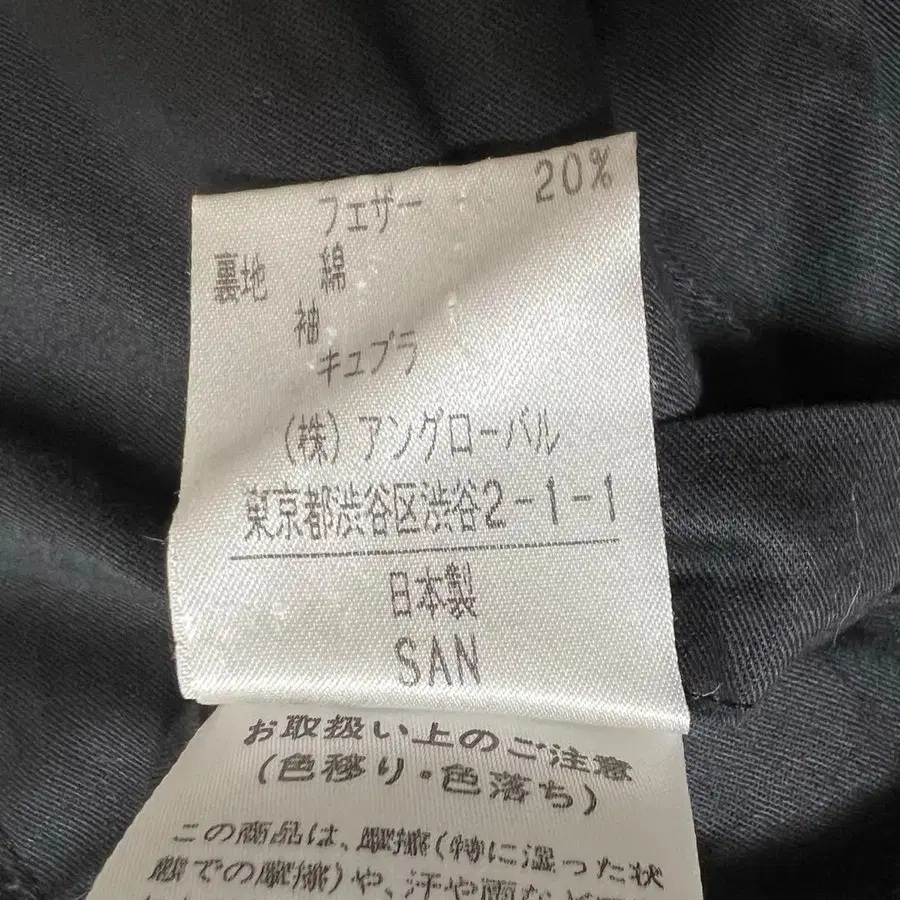 フェザー 20%
裏地 綿
袖
キュプラ
(株) アングローバル
東京都渋谷区渋谷2-1-1
日本製
SAN
お取扱い上のご注意
(色移り・色落ち)
この商品は、摩擦(特に湿った状
態での摩擦)や、汗や雨など